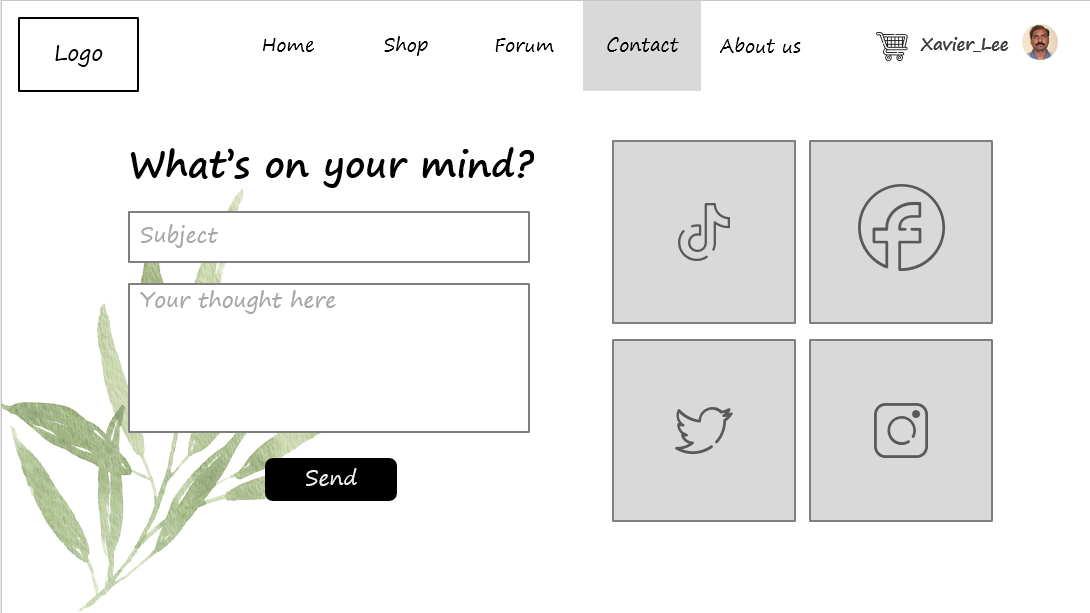 Logo
Home
Shop
Forum
Contact
About us
Xavier_Lee
What's on your mind?
Subject
Your thought here
Send